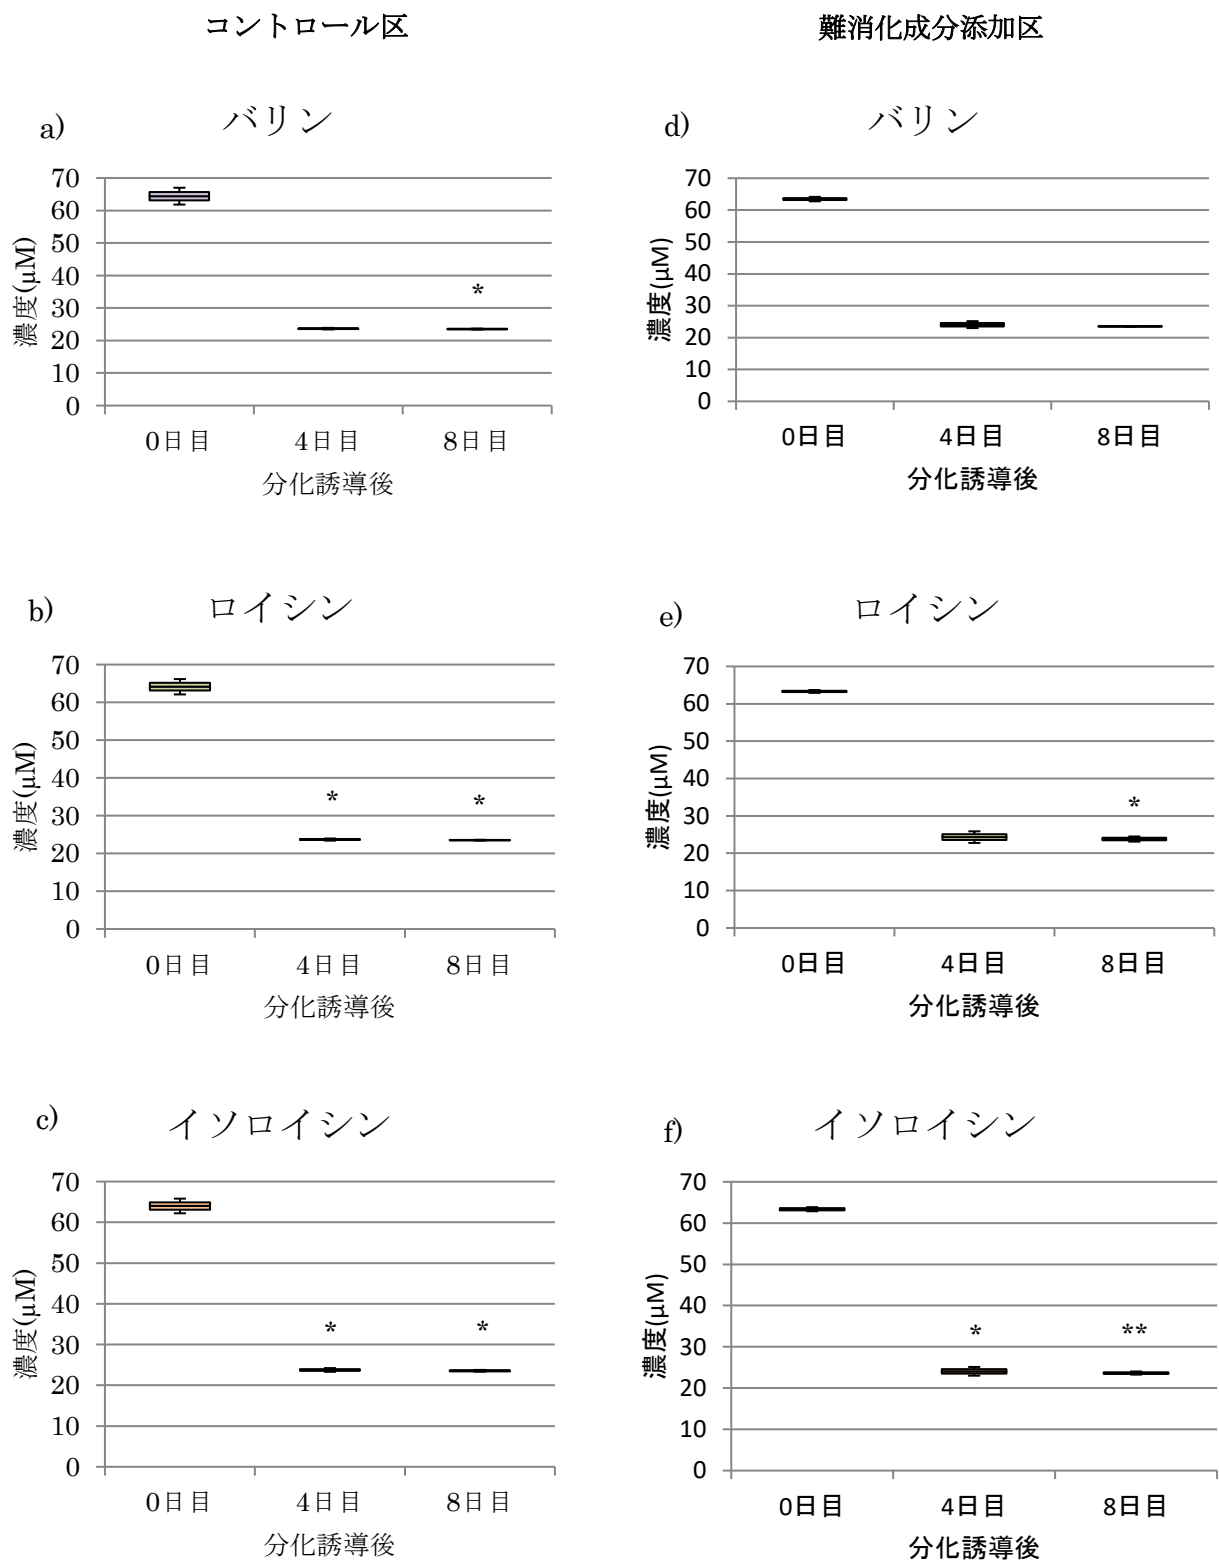 コントロール区
難消化成分添加区
a)
バリン
70
60
50
40
30
20
10
0
濃度(μM)
*
0日目 4日目 8日目
分化誘導後
d)
バリン
70
60
50
40
30
20
10
0
濃度(μM)
0日目 4日目 8日目
分化誘導後
b)
ロイシン
70
60
50
40
30
20
10
0
濃度(μM)
* *
0日目 4日目 8日目
分化誘導後
e)
ロイシン
70
60
50
40
30
20
10
0
濃度(μM)
*
0日目 4日目 8日目
分化誘導後
c)
イソロイシン
70
60
50
40
30
20
10
0
濃度(μM)
* *
0日目 4日目 8日目
分化誘導後
f)
イソロイシン
70
60
50
40
30
20
10
0
濃度(μM)
* **
0日目 4日目 8日目
分化誘導後